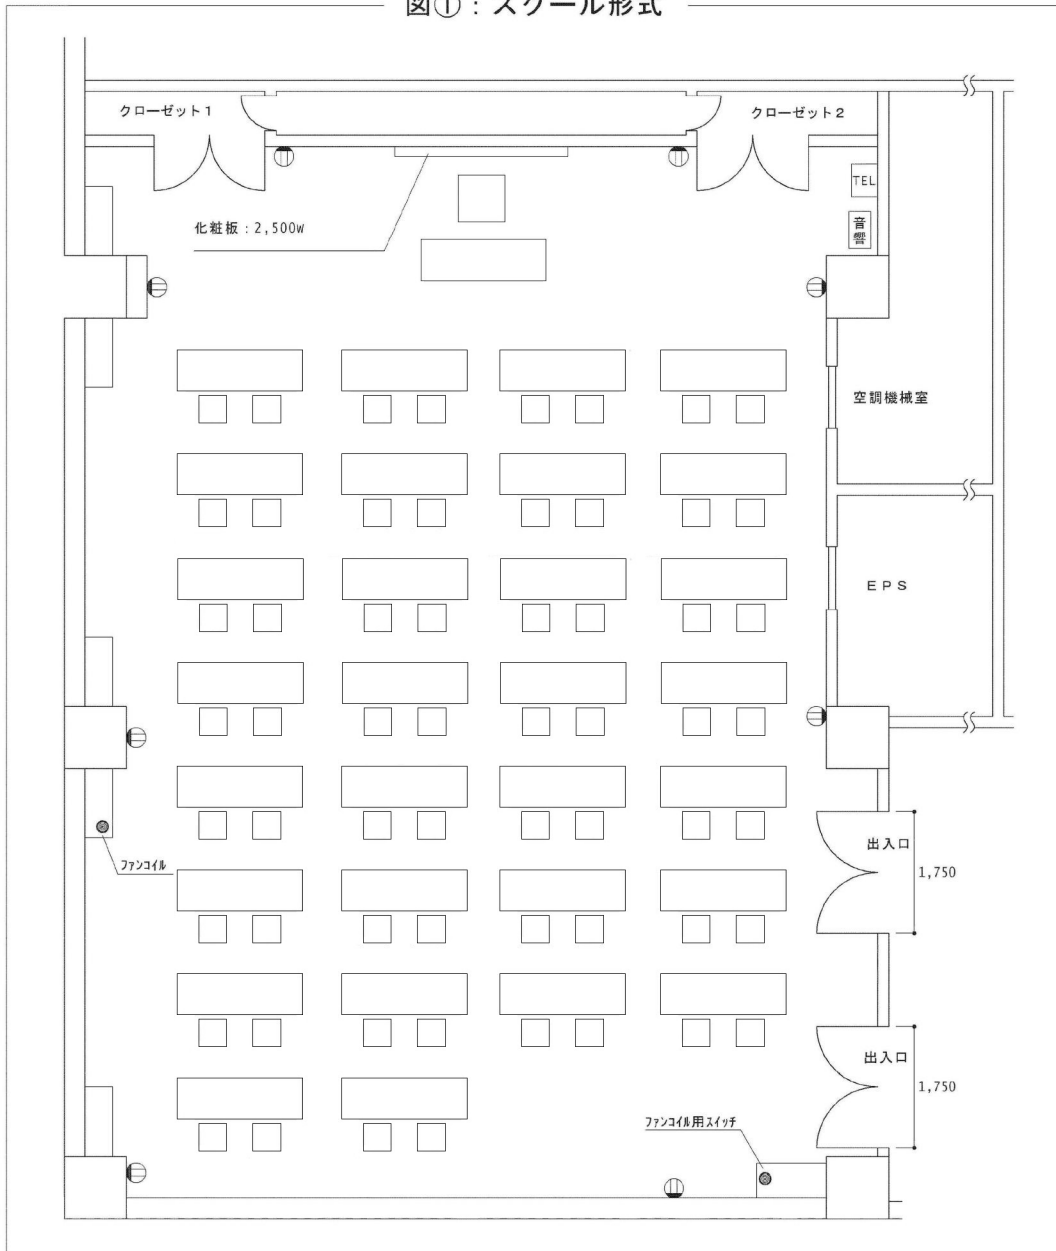 図①：スクール形式
クローゼット1
クローゼット2
TEL
音響
化粧板：2,500W
空調機械室
EPS
出入口
1,750
ファンコイル
出入口
1,750
ファンコイル用スイッチ